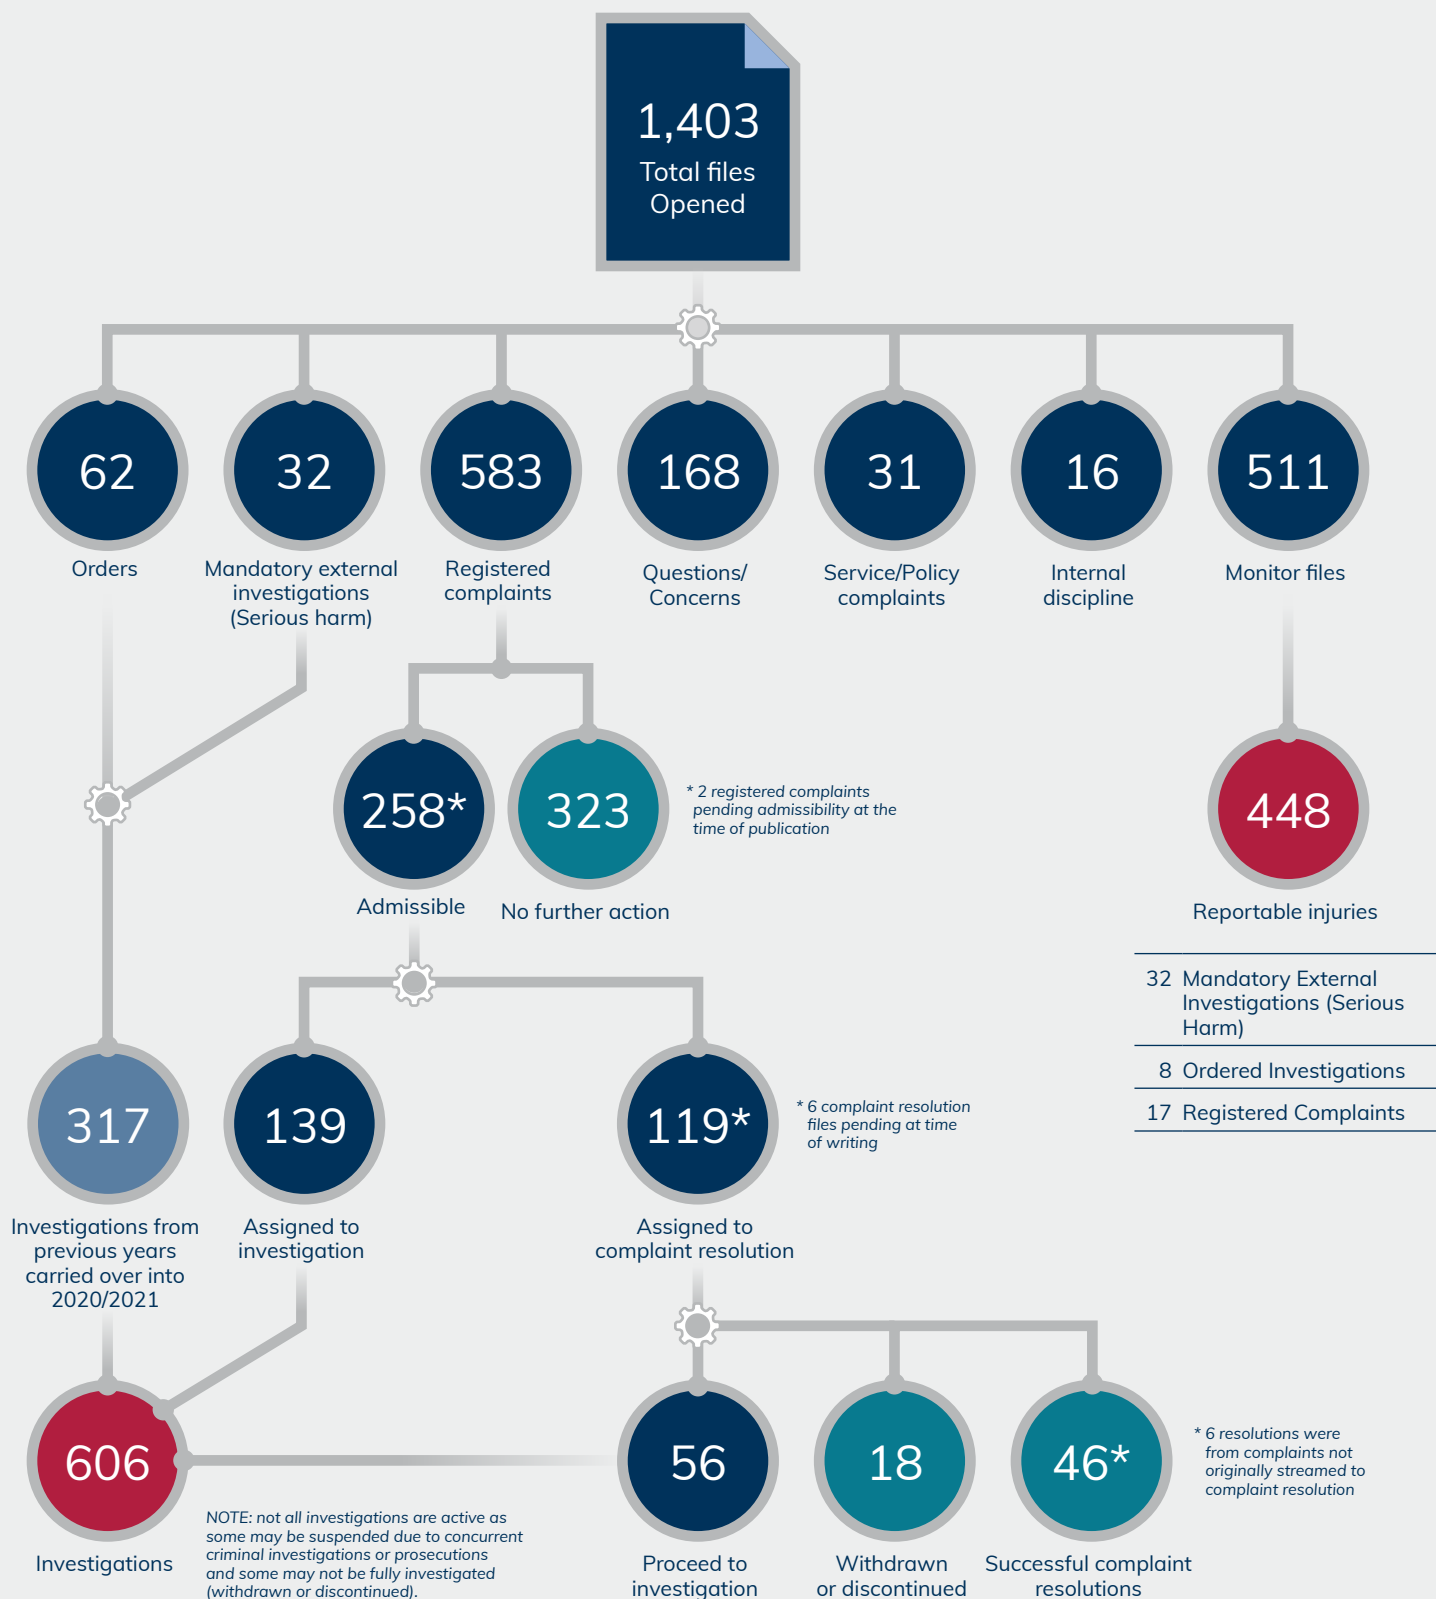 1,403
Total files
Opened
62
32
583
168
31
16
511
Orders
Mandatory external
investigations
(Serious harm)
Registered
complaints
Questions/
Concerns
Service/Policy
complaints
Internal
discipline
Monitor files
258*
323
* 2 registered complaints
pending admissibility at the
time of publication
448
Admissible
No further action
Reportable injuries
32 Mandatory External
Investigations (Serious
Harm)
8 Ordered Investigations
17 Registered Complaints
317
139
119*
* 6 complaint resolution
files pending at time
of writing
Investigations from
previous years
carried over into
2020/2021
Assigned to
investigation
Assigned to
complaint resolution
606
56
18
46*
* 6 resolutions were
from complaints not
originally streamed to
complaint resolution
Investigations
NOTE: not all investigations are active as
some may be suspended due to concurrent
criminal investigations or prosecutions
and some may not be fully investigated
(withdrawn or discontinued).
Proceed to
investigation
Withdrawn
or discontinued
Successful complaint
resolutions